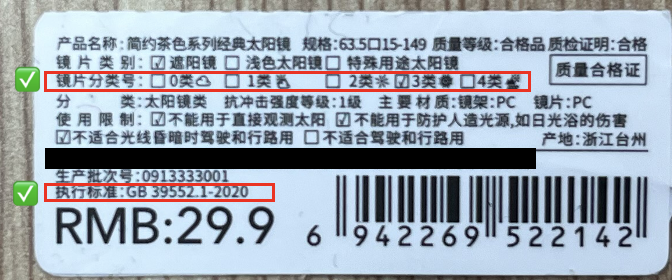 产品名称:简约茶色系列经典太阳镜 规格:63.5口15-149 质量等级:合格品 质检证明:合格
镜片类别:☑遮阳镜 □浅色太阳镜 □特殊用途太阳镜
质量合格证
镜片分类号:□0类 □1类 □2类 ☑3类 □4类
分 类:太阳镜类 抗冲击强度等级:1级 主要材质:镜架:PC 镜片:PC
使用限制:☑不能用于直接观测太阳 ☑不能用于防护人造光源,如日光浴的伤害
☑不适合光线昏暗时驾驶和行路用 □不适合驾驶和行路用 产地:浙江台州
生产批次号:0913333001
执行标准:GB 39552.1-2020
RMB:29.9
6 942269 522142